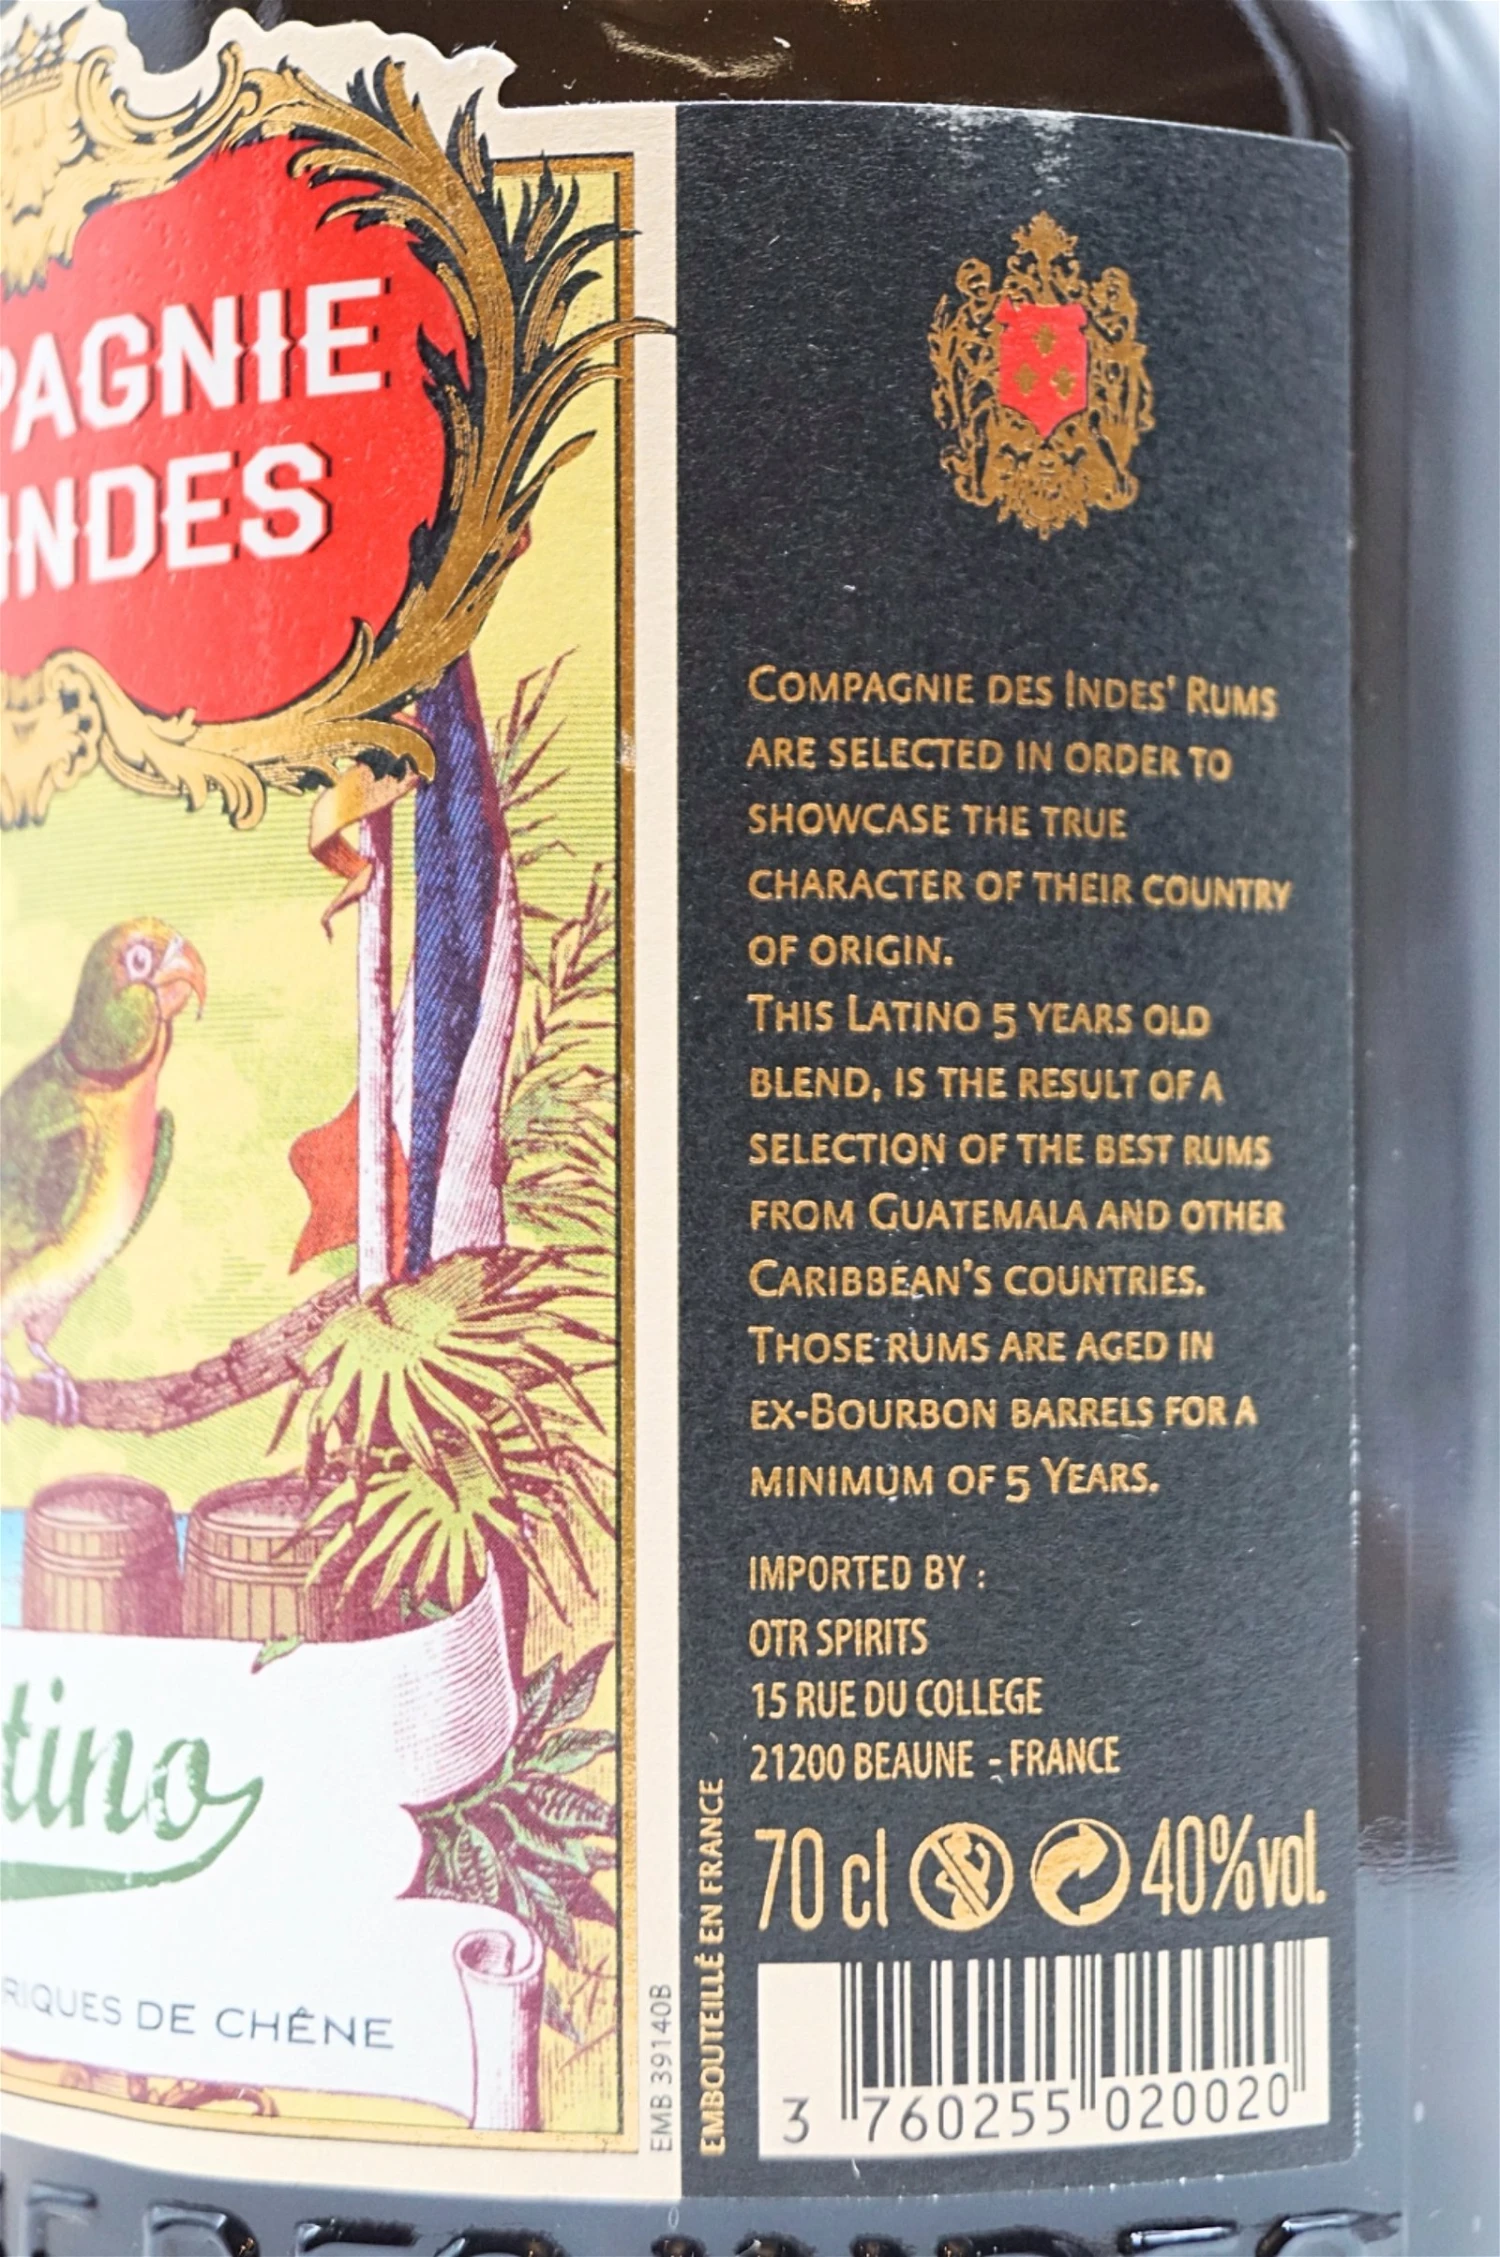 PAGNIE
INDES
tino
RIQUES DE CHÊNE
EMB 39140B
EMBOUTEILLÉ EN FRANCE
COMPAGNIE DES INDES' RUMS
ARE SELECTED IN ORDER TO
SHOWCASE THE TRUE
CHARACTER OF THEIR COUNTRY
OF ORIGIN.
THIS LATINO 5 YEARS OLD
BLEND, IS THE RESULT OF A
SELECTION OF THE BEST RUMS
FROM GUATEMALA AND OTHER
CARIBBEAN'S COUNTRIES.
THOSE RUMS ARE AGED IN
EX-BOURBON BARRELS FOR A
MINIMUM OF 5 YEARS.
IMPORTED BY :
OTR SPIRITS
15 RUE DU COLLEGE
21200 BEAUNE - FRANCE
70 cl 40%vol.
3 760255 020020